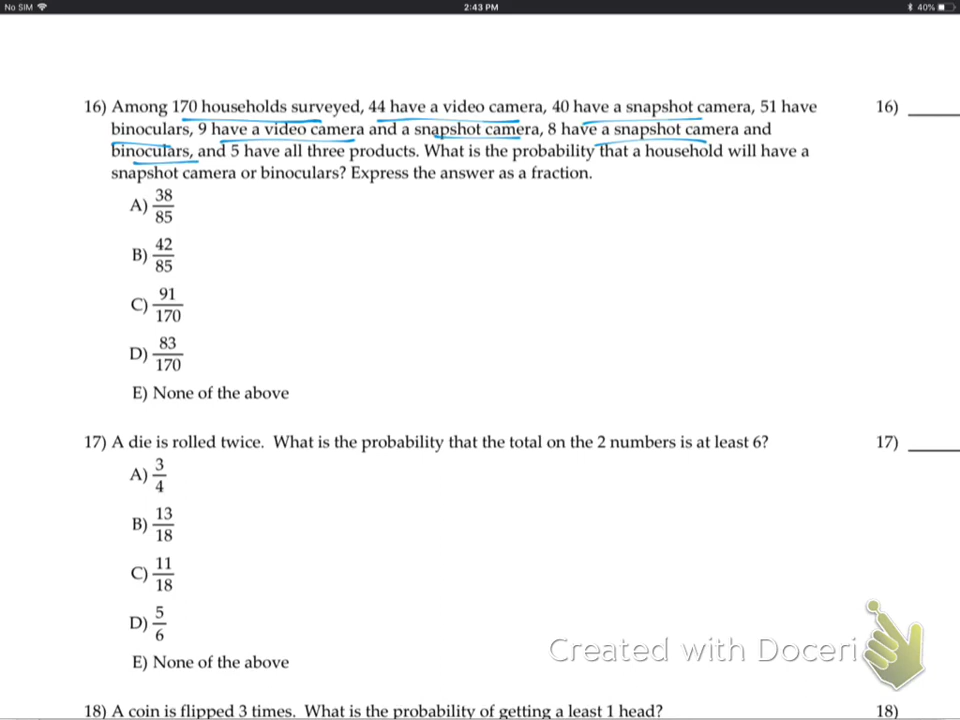 No SIM
2:43 PM
40%
16) Among 170 households surveyed, 44 have a video camera, 40 have a snapshot camera, 51 have
binoculars, 9 have a video camera and a snapshot camera, 8 have a snapshot camera and
binoculars, and 5 have all three products. What is the probability that a household will have a
snapshot camera or binoculars? Express the answer as a fraction.
16)
A) 38/85
B) 42/85
C) 91/170
D) 83/170
E) None of the above
17) A die is rolled twice. What is the probability that the total on the 2 numbers is at least 6?
17)
A) 3/4
B) 13/18
C) 11/18
D) 5/6
E) None of the above
Created with Doceri
18) A coin is flipped 3 times. What is the probability of getting a least 1 head?
18)